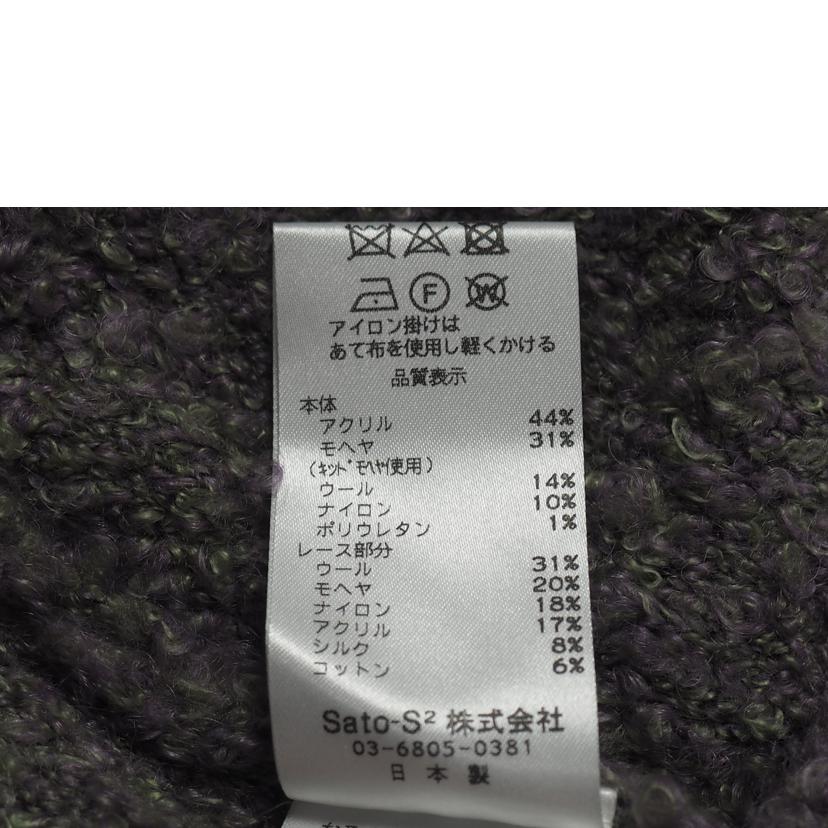 F W
アイロン掛けは
あて布を使用し軽くかける
品質表示
本体
アクリル 44%
モヘヤ 31%
(キッドモヘヤ使用)
ウール 14%
ナイロン 10%
ポリウレタン 1%
レース部分
ウール 31%
モヘヤ 20%
ナイロン 18%
アクリル 17%
シルク 8%
コットン 6%
Sato-S² 株式会社
03-6805-0381
日本製